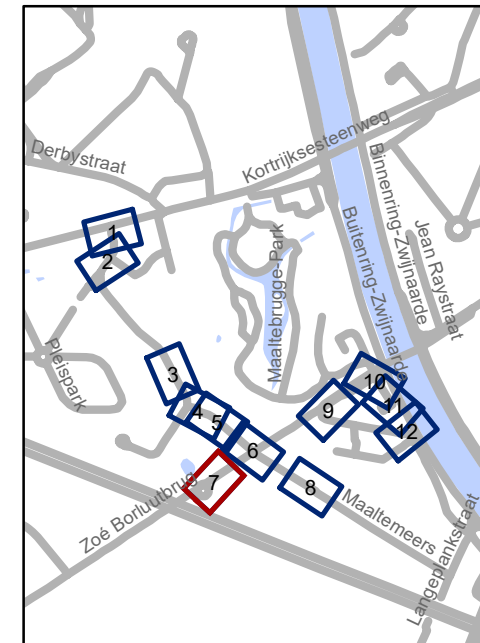 Derbystraat
Kortrijksesteenweg
Binnenring-Zwijnaarde
Jean Raystraat
Buitenring-Zwijnaarde
Maaltebrugge-Park
1
2
Pleispark
3
4
5
6
7
8
9
10
11
12
Zoé Borluutbrug
Maaltemeers
Langeplankstraat